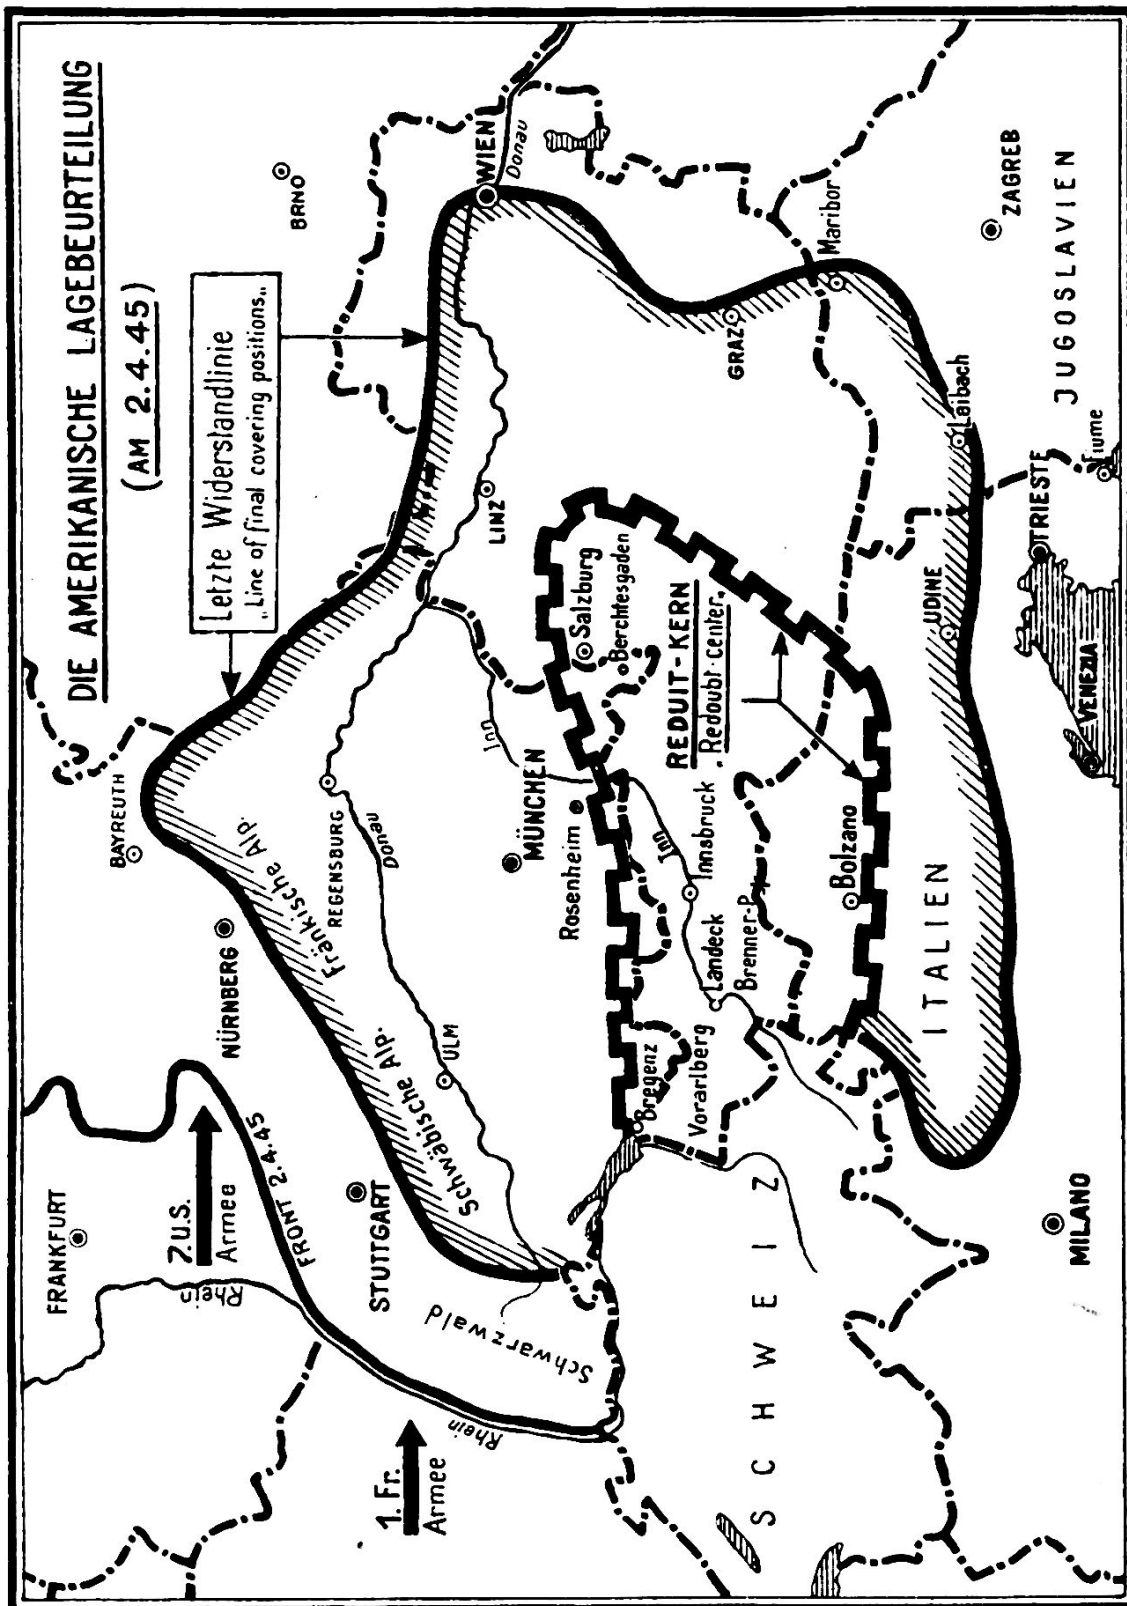 DIE AMERIKANISCHE LAGEBEURTEILUNG
(AM 2.4.45)
Letzte Widerstandlinie
„Line of final covering positions„
FRANKFURT
BAYREUTH
BRNO
7.U.S.
Armee
Rhein
FRONT 2.4.45
NÜRNBERG
Fränkische Alp.
REGENSBURG
Donau
STUTTGART
Schwäbische Alp.
ULM
WIEN
Donau
1. Fr.
Armee
Rhein
Schwarzwald
MÜNCHEN
Inn
LINZ
Rosenheim
Salzburg
Berchtesgaden
Bregenz
Vorarlberg
Landeck
Inn
Innsbruck
Brenner-P.
REDUIT-KERN
„Redoubt-center„
GRAZ
Maribor
SCHWEIZ
Bolzano
ITALIEN
UDINE
Laibach
ZAGREB
JUGOSLAVIEN
MILANO
VENEZIA
TRIESTE
Fiume